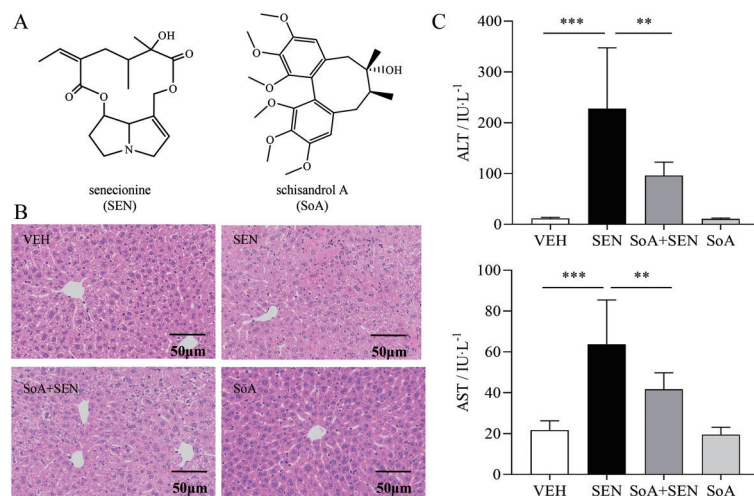 A
OH
O
O
O
O
N
senecionine
(SEN)
O
O
O
OH
O
O
O
schisandrol A
(SoA)
B
VEH
50μm
SEN
50μm
SoA+SEN
50μm
SoA
50μm
C
ALT / IU·L⁻¹
400
300
200
100
0
*** **
VEH SEN SoA+SEN SoA
AST / IU·L⁻¹
100
80
60
40
20
0
*** **
VEH SEN SoA+SEN SoA